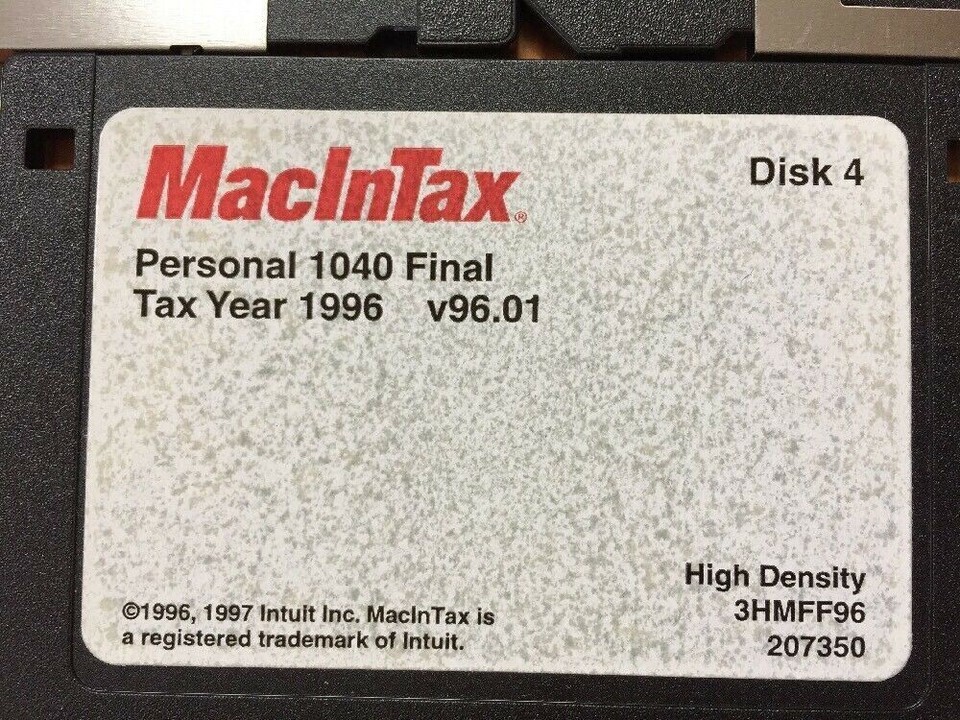 MacInTax®
Disk 4
Personal 1040 Final
Tax Year 1996 v96.01
High Density
3HMFF96
207350
©1996, 1997 Intuit Inc. MacInTax is
a registered trademark of Intuit.